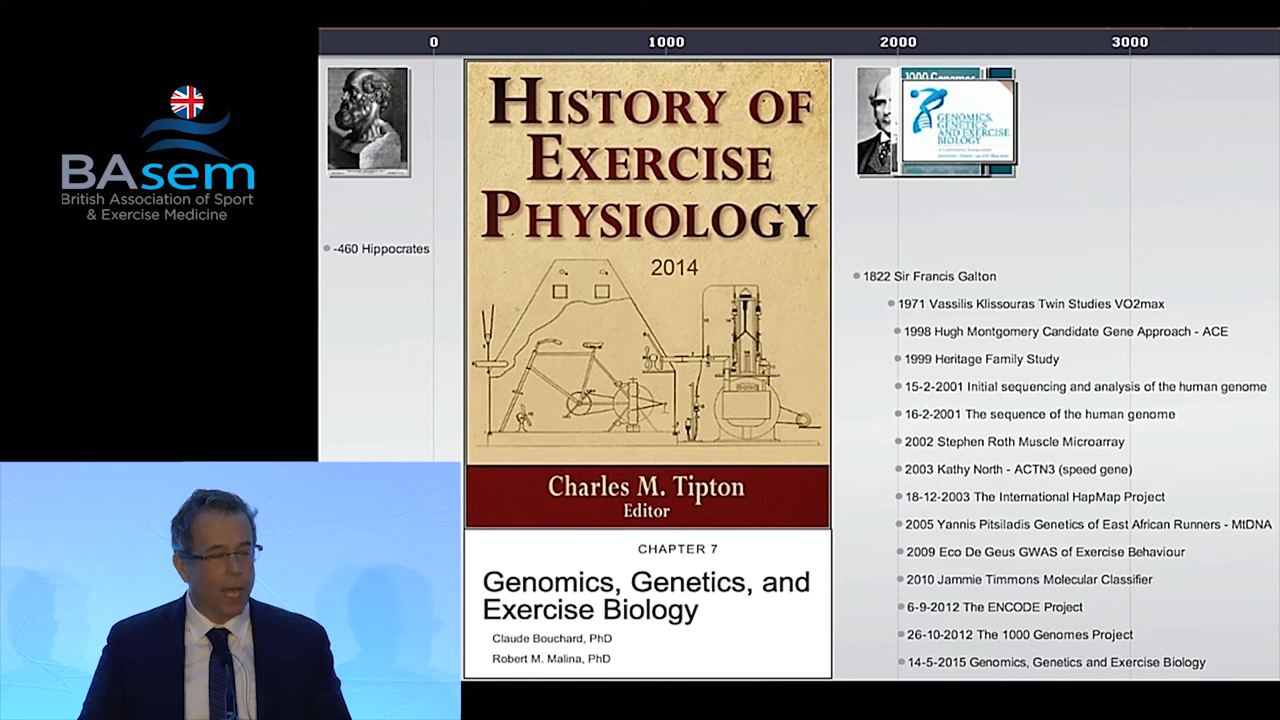 BAsem
British Association of Sport
& Exercise Medicine
0
1000
2000
3000
HISTORY OF
EXERCISE
PHYSIOLOGY
2014
Charles M. Tipton
Editor
CHAPTER 7
Genomics, Genetics, and
Exercise Biology
Claude Bouchard, PhD
Robert M. Malina, PhD
1000 Genomes
GENOMICS,
GENETICS
AND EXERCISE
BIOLOGY
-460 Hippocrates
1822 Sir Francis Galton
1971 Vassilis Klissouras Twin Studies VO2max
1998 Hugh Montgomery Candidate Gene Approach - ACE
1999 Heritage Family Study
15-2-2001 Initial sequencing and analysis of the human genome
16-2-2001 The sequence of the human genome
2002 Stephen Roth Muscle Microarray
2003 Kathy North - ACTN3 (speed gene)
18-12-2003 The International HapMap Project
2005 Yannis Pitsiladis Genetics of East African Runners - MtDNA
2009 Eco De Geus GWAS of Exercise Behaviour
2010 Jammie Timmons Molecular Classifier
6-9-2012 The ENCODE Project
26-10-2012 The 1000 Genomes Project
14-5-2015 Genomics, Genetics and Exercise Biology